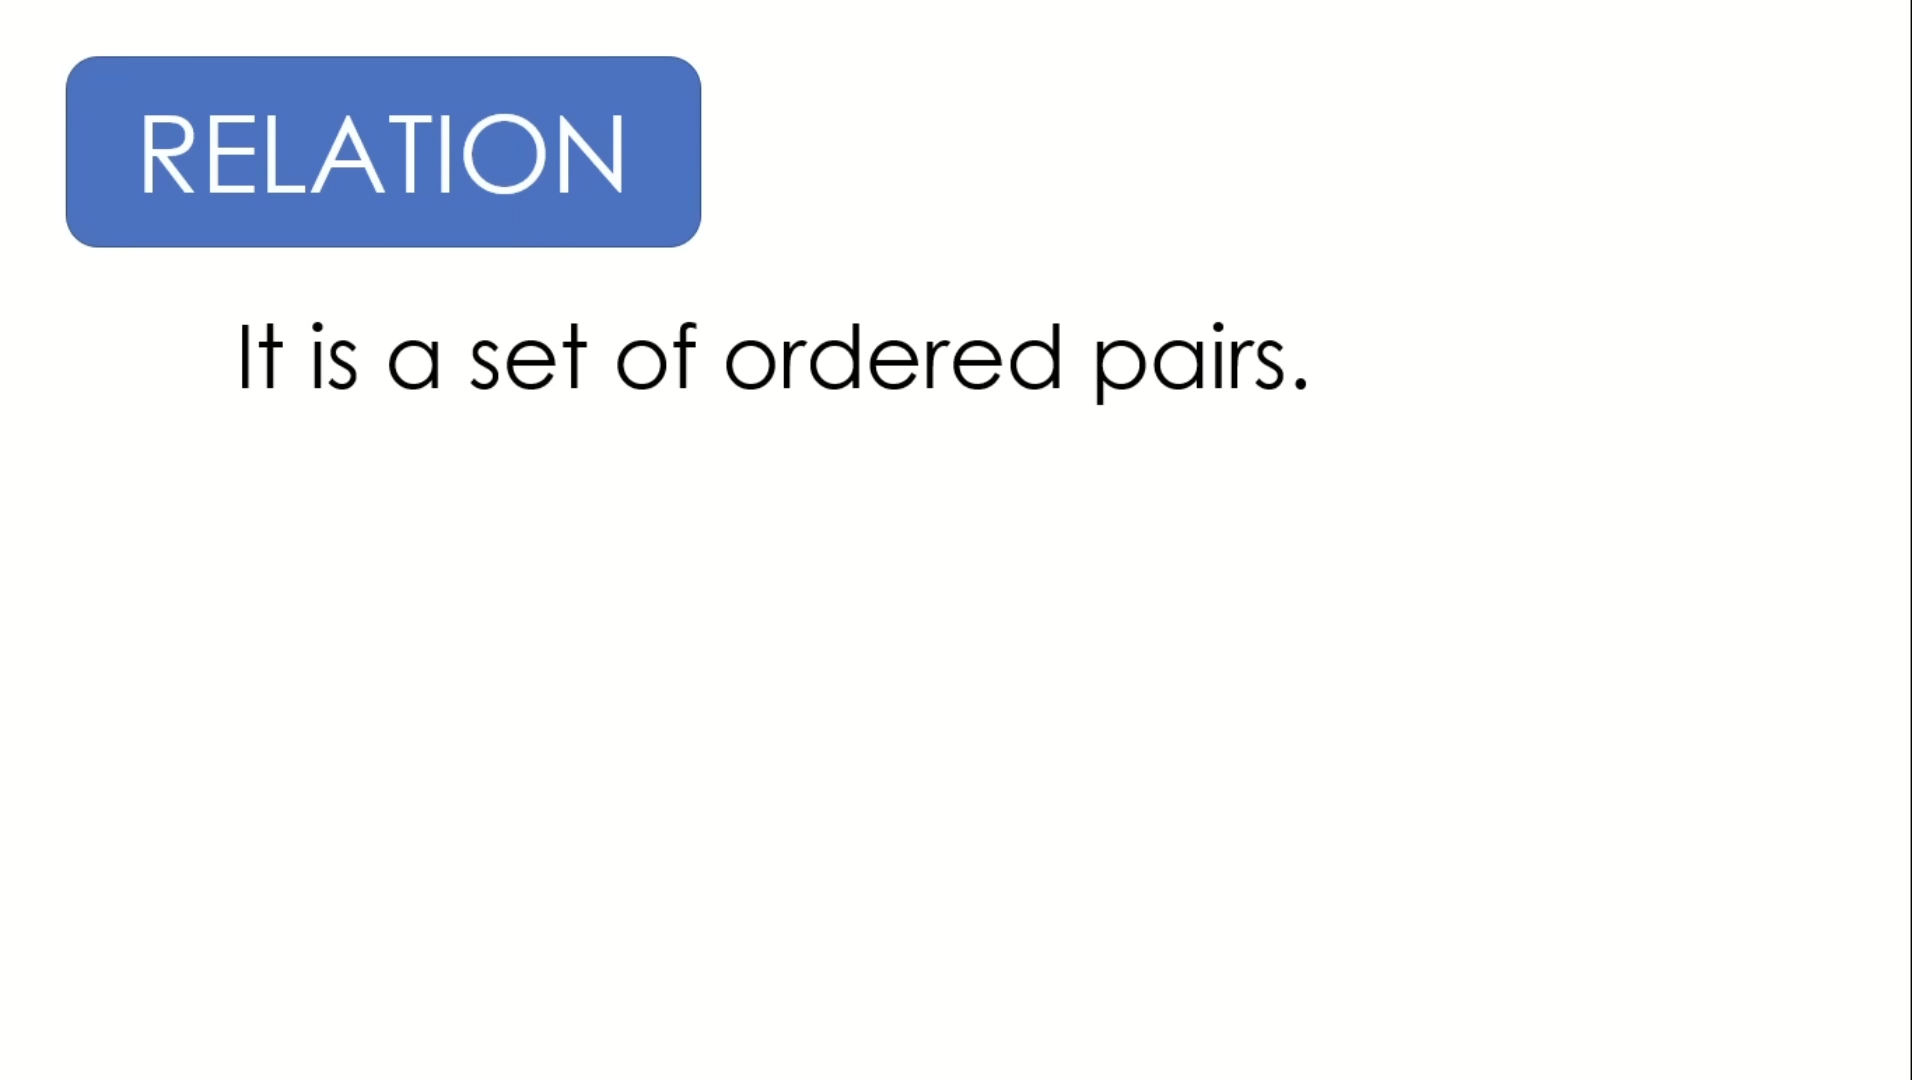 RELATION
It is a set of ordered pairs.